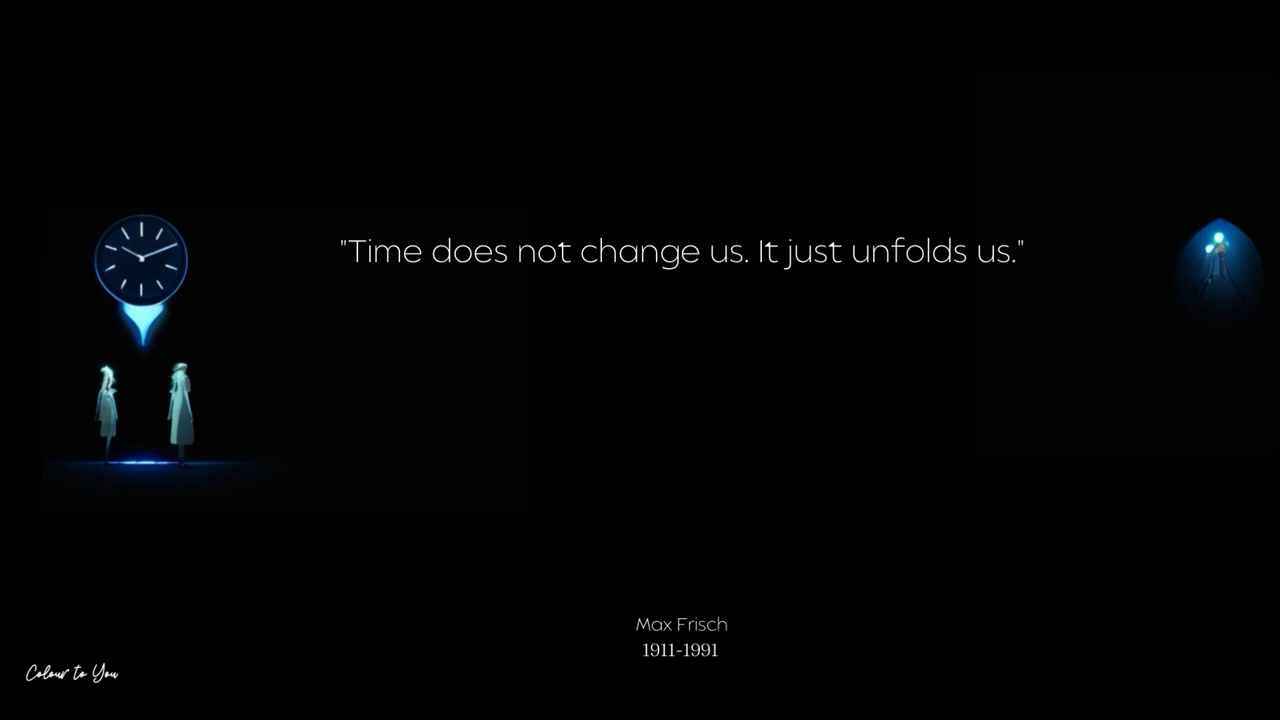 "Time does not change us. It just unfolds us."
Max Frisch
1911-1991
Colour to You